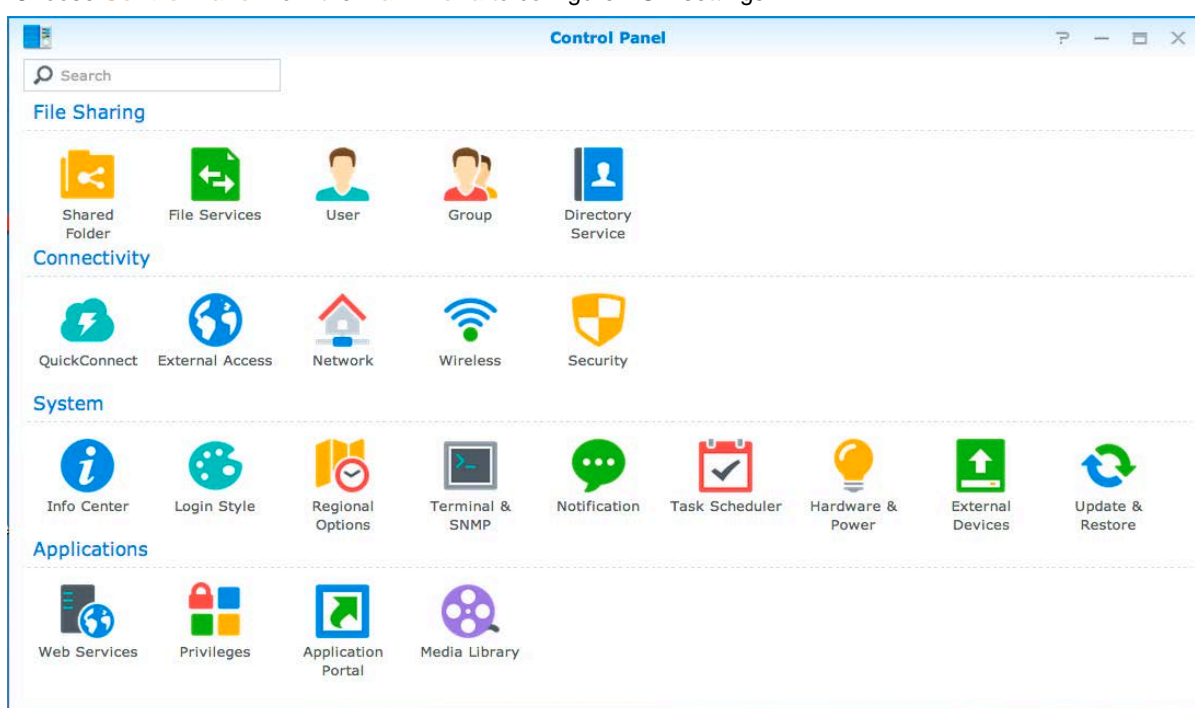 Control Panel
Search
File Sharing
Shared Folder
File Services
User
Group
Directory Service
Connectivity
QuickConnect
External Access
Network
Wireless
Security
System
Info Center
Login Style
Regional Options
Terminal & SNMP
Notification
Task Scheduler
Hardware & Power
External Devices
Update & Restore
Applications
Web Services
Privileges
Application Portal
Media Library